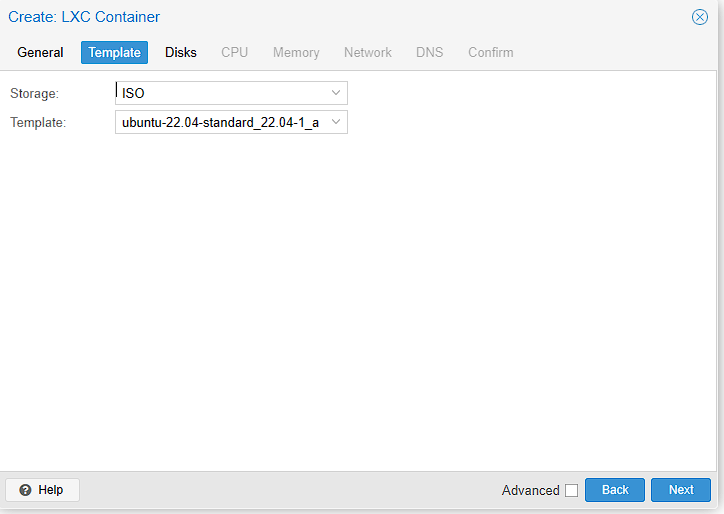 Create: LXC Container
General Template Disks CPU Memory Network DNS Confirm
Storage: ISO
Template: ubuntu-22.04-standard_22.04-1_a
Help Advanced Back Next